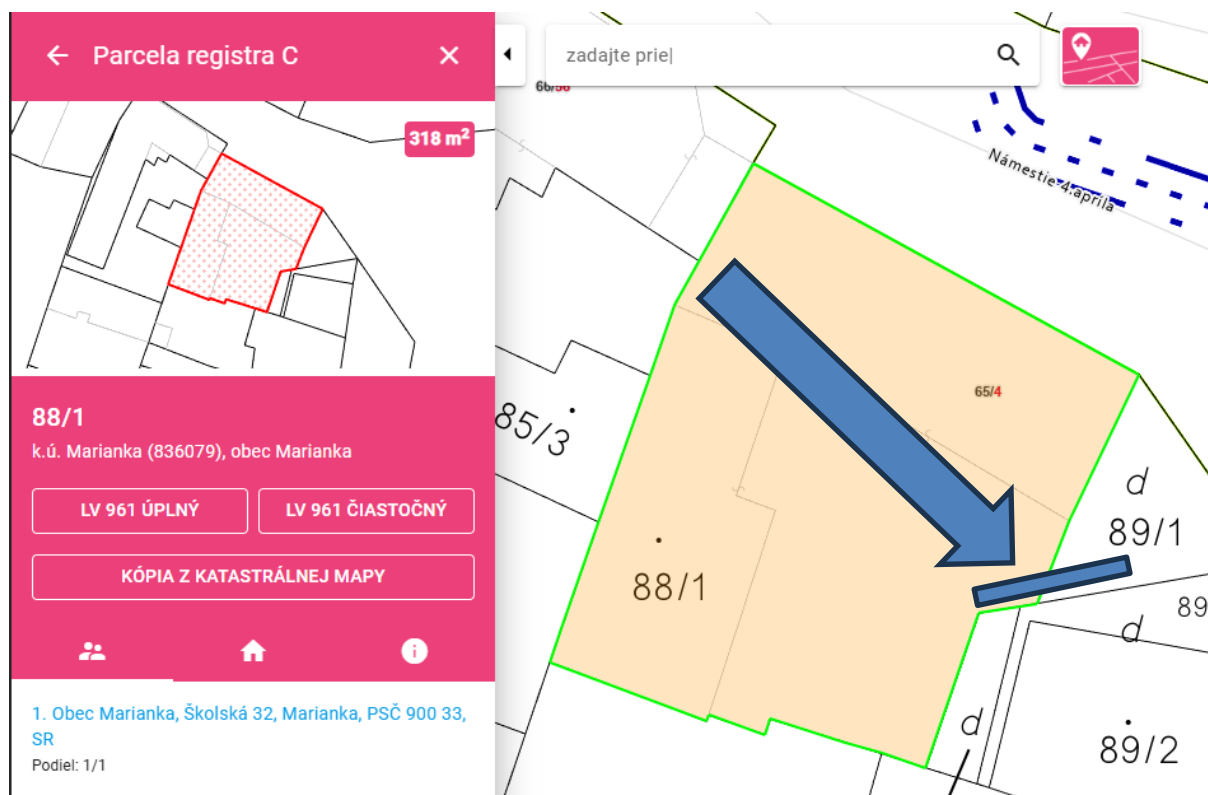 Parcela registra C
318 m²
88/1
k.ú. Marianka (836079), obec Marianka
LV 961 ÚPLNÝ
LV 961 ČIASTOČNÝ
KÓPIA Z KATASTRÁLNEJ MAPY
1. Obec Marianka, Školská 32, Marianka, PSČ 900 33,
SR
Podiel: 1/1
zadajte prie
66/56
Námestie 4.apríla
65/4
85/3
d
89/1
88/1
89
d
d
89/2